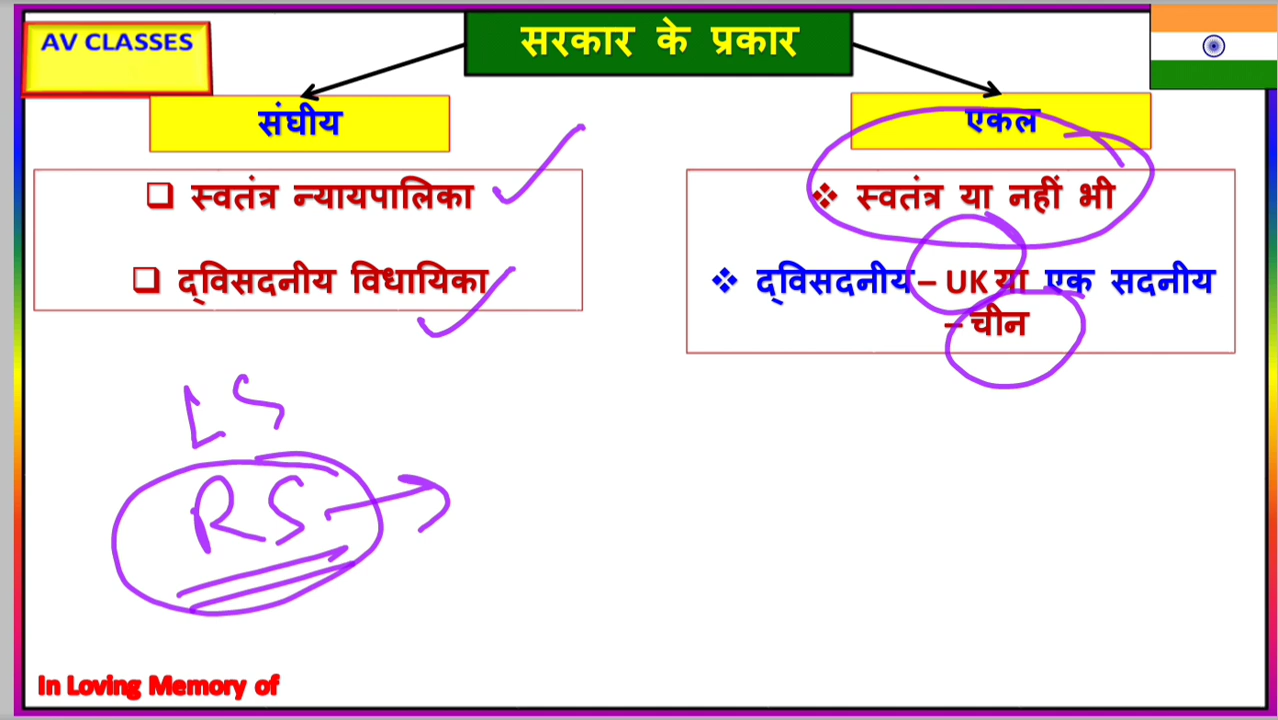 AV CLASSES
सरकार के प्रकार
संघीय
एकल
स्वतंत्र न्यायपालिका
द्विसदनीय विधायिका
स्वतंत्र या नहीं भी
द्विसदनीय – UK या एक सदनीय
– चीन
LS
RS
In Loving Memory of